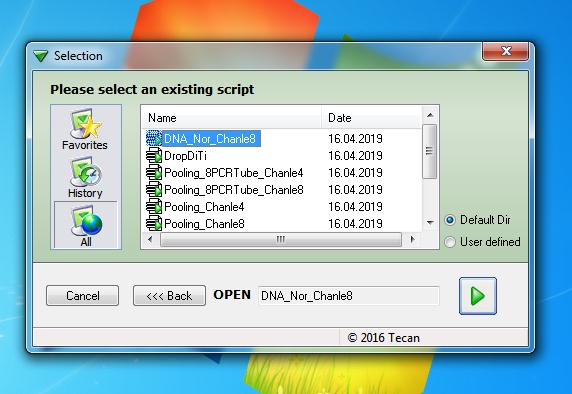 Selection
Please select an existing script
Favorites
History
All
Name Date
DNA_Nor_Chanle8 16.04.2019
DropDiTi 16.04.2019
Pooling_8PCRTube_Chanle4 16.04.2019
Pooling_8PCRTube_Chanle8 16.04.2019
Pooling_Chanle4 16.04.2019
Pooling_Chanle8 16.04.2019
Default Dir
User defined
Cancel <<< Back OPEN DNA_Nor_Chanle8
© 2016 Tecan